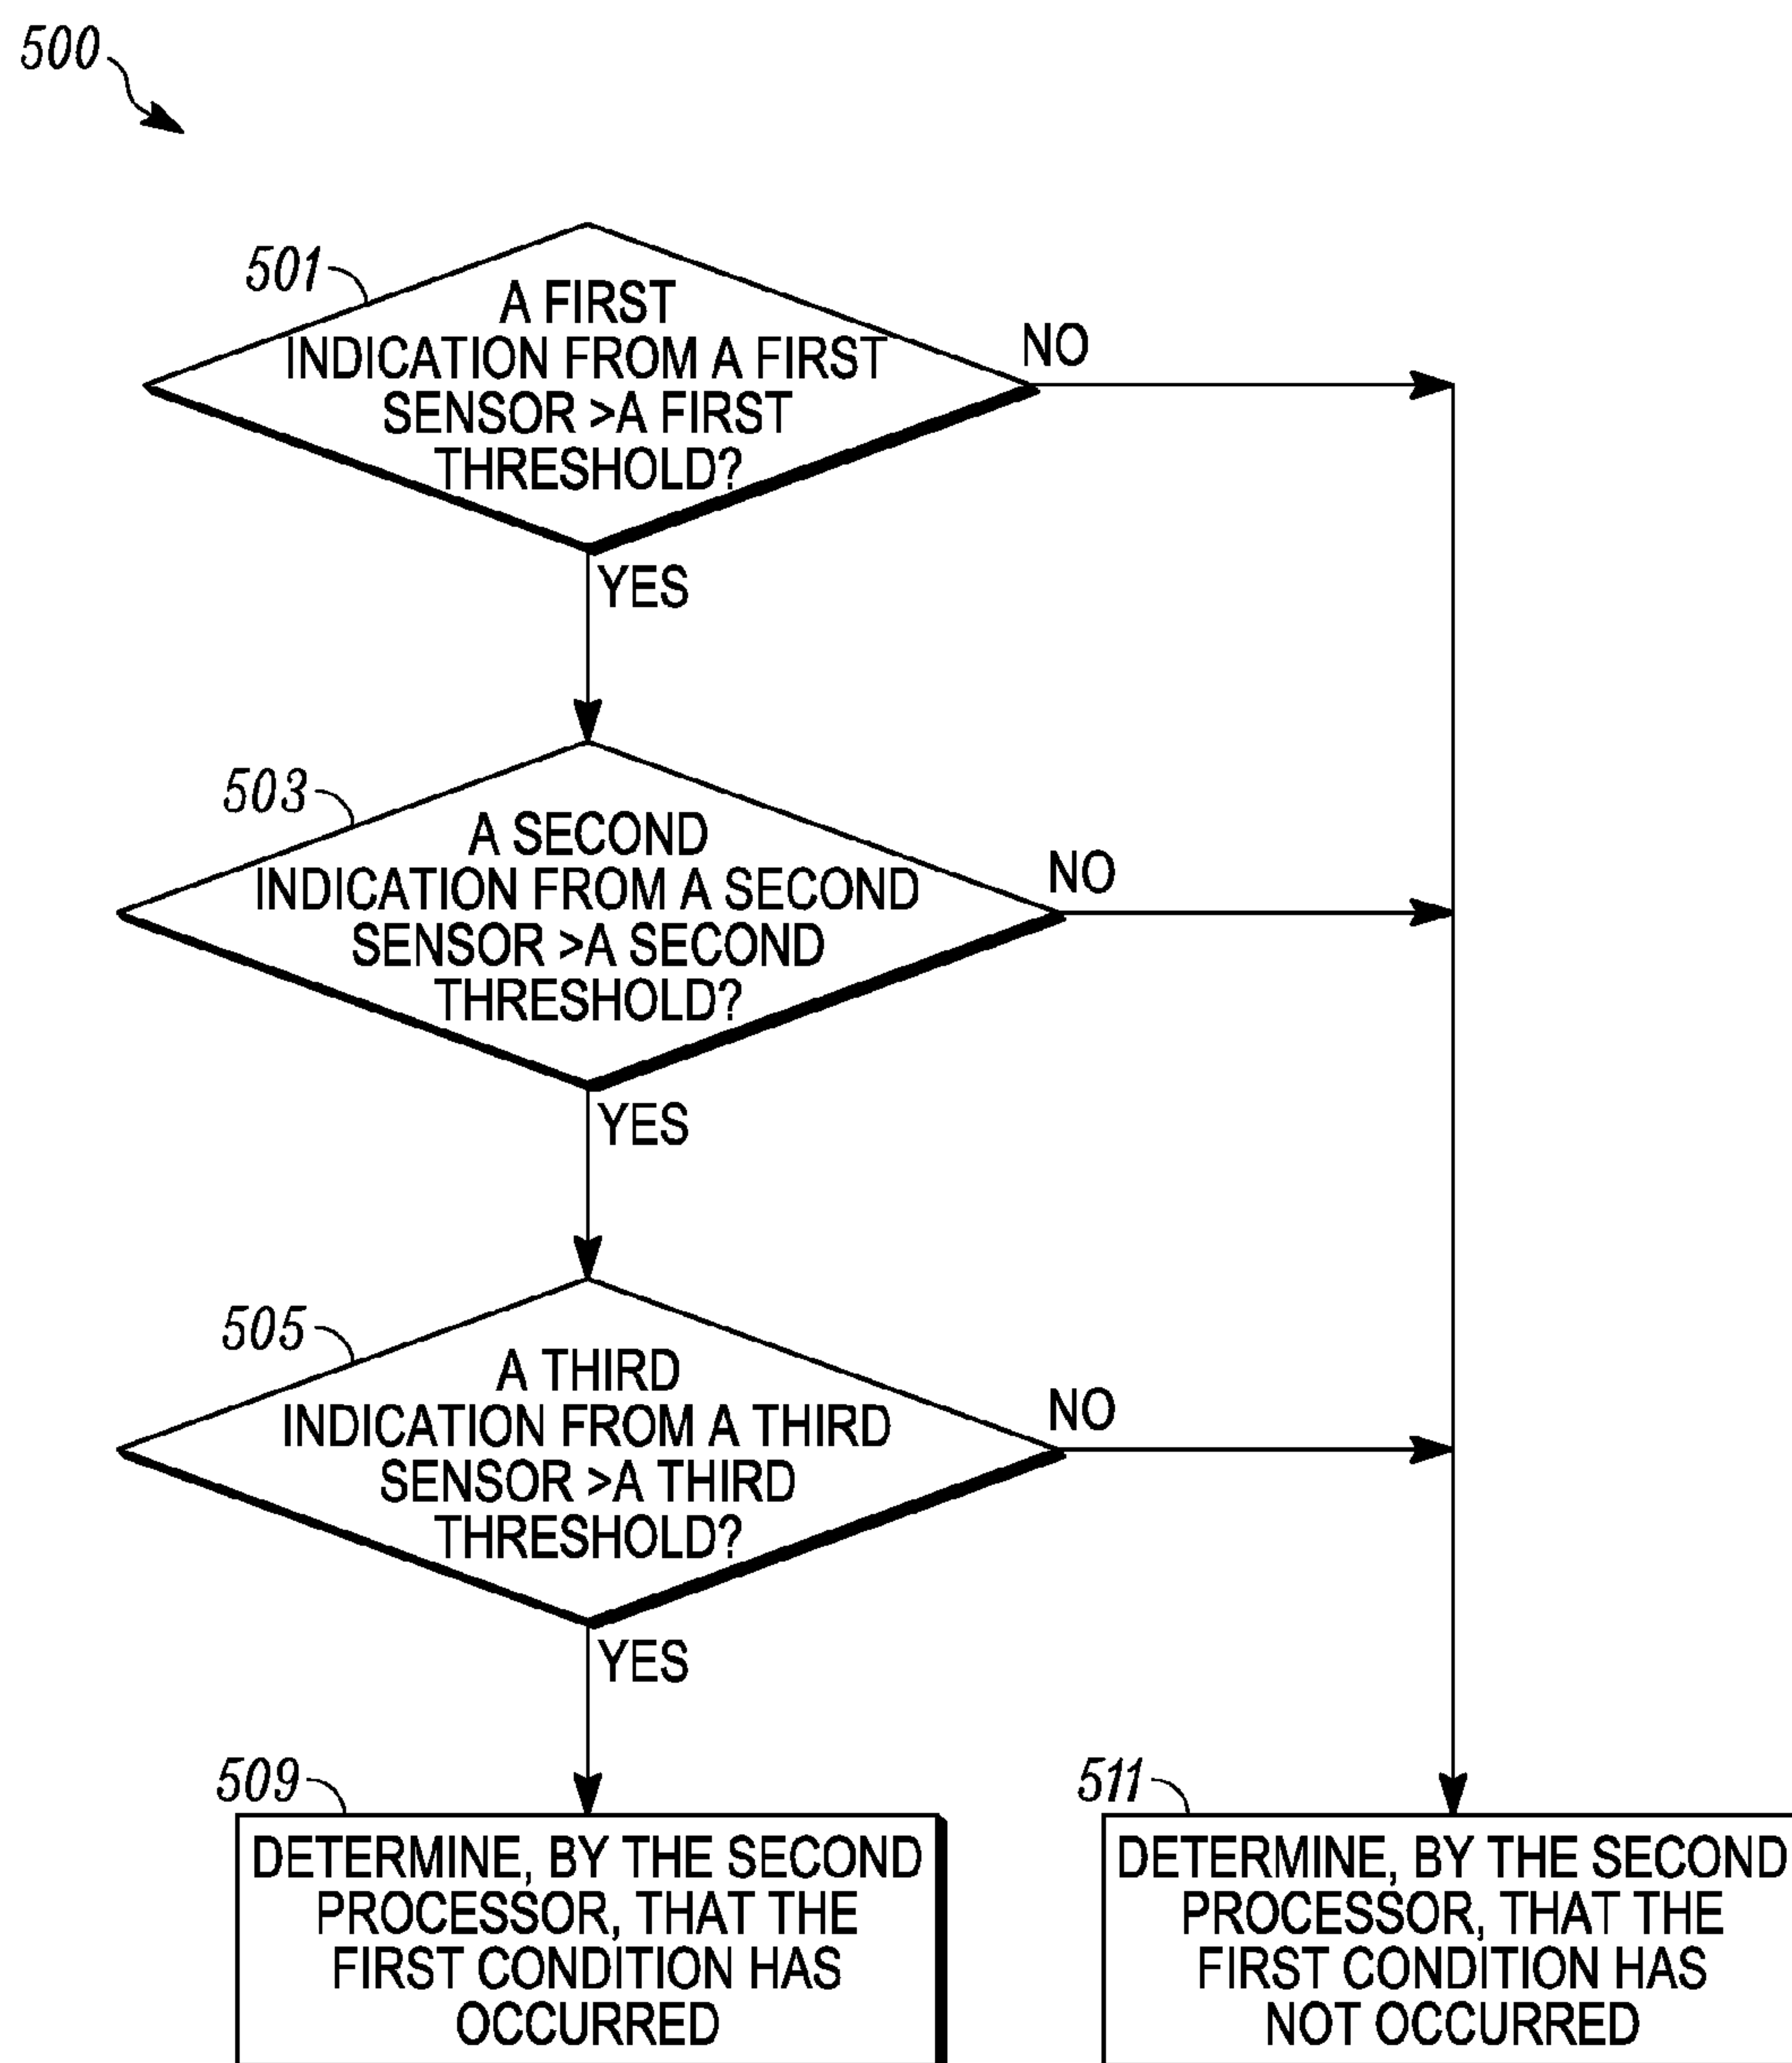 500
501
A FIRST
INDICATION FROM A FIRST
SENSOR >A FIRST
THRESHOLD?
NO
YES
503
A SECOND
INDICATION FROM A SECOND
SENSOR >A SECOND
THRESHOLD?
NO
YES
505
A THIRD
INDICATION FROM A THIRD
SENSOR >A THIRD
THRESHOLD?
NO
YES
509
DETERMINE, BY THE SECOND
PROCESSOR, THAT THE
FIRST CONDITION HAS
OCCURRED
511
DETERMINE, BY THE SECOND
PROCESSOR, THAT THE
FIRST CONDITION HAS
NOT OCCURRED